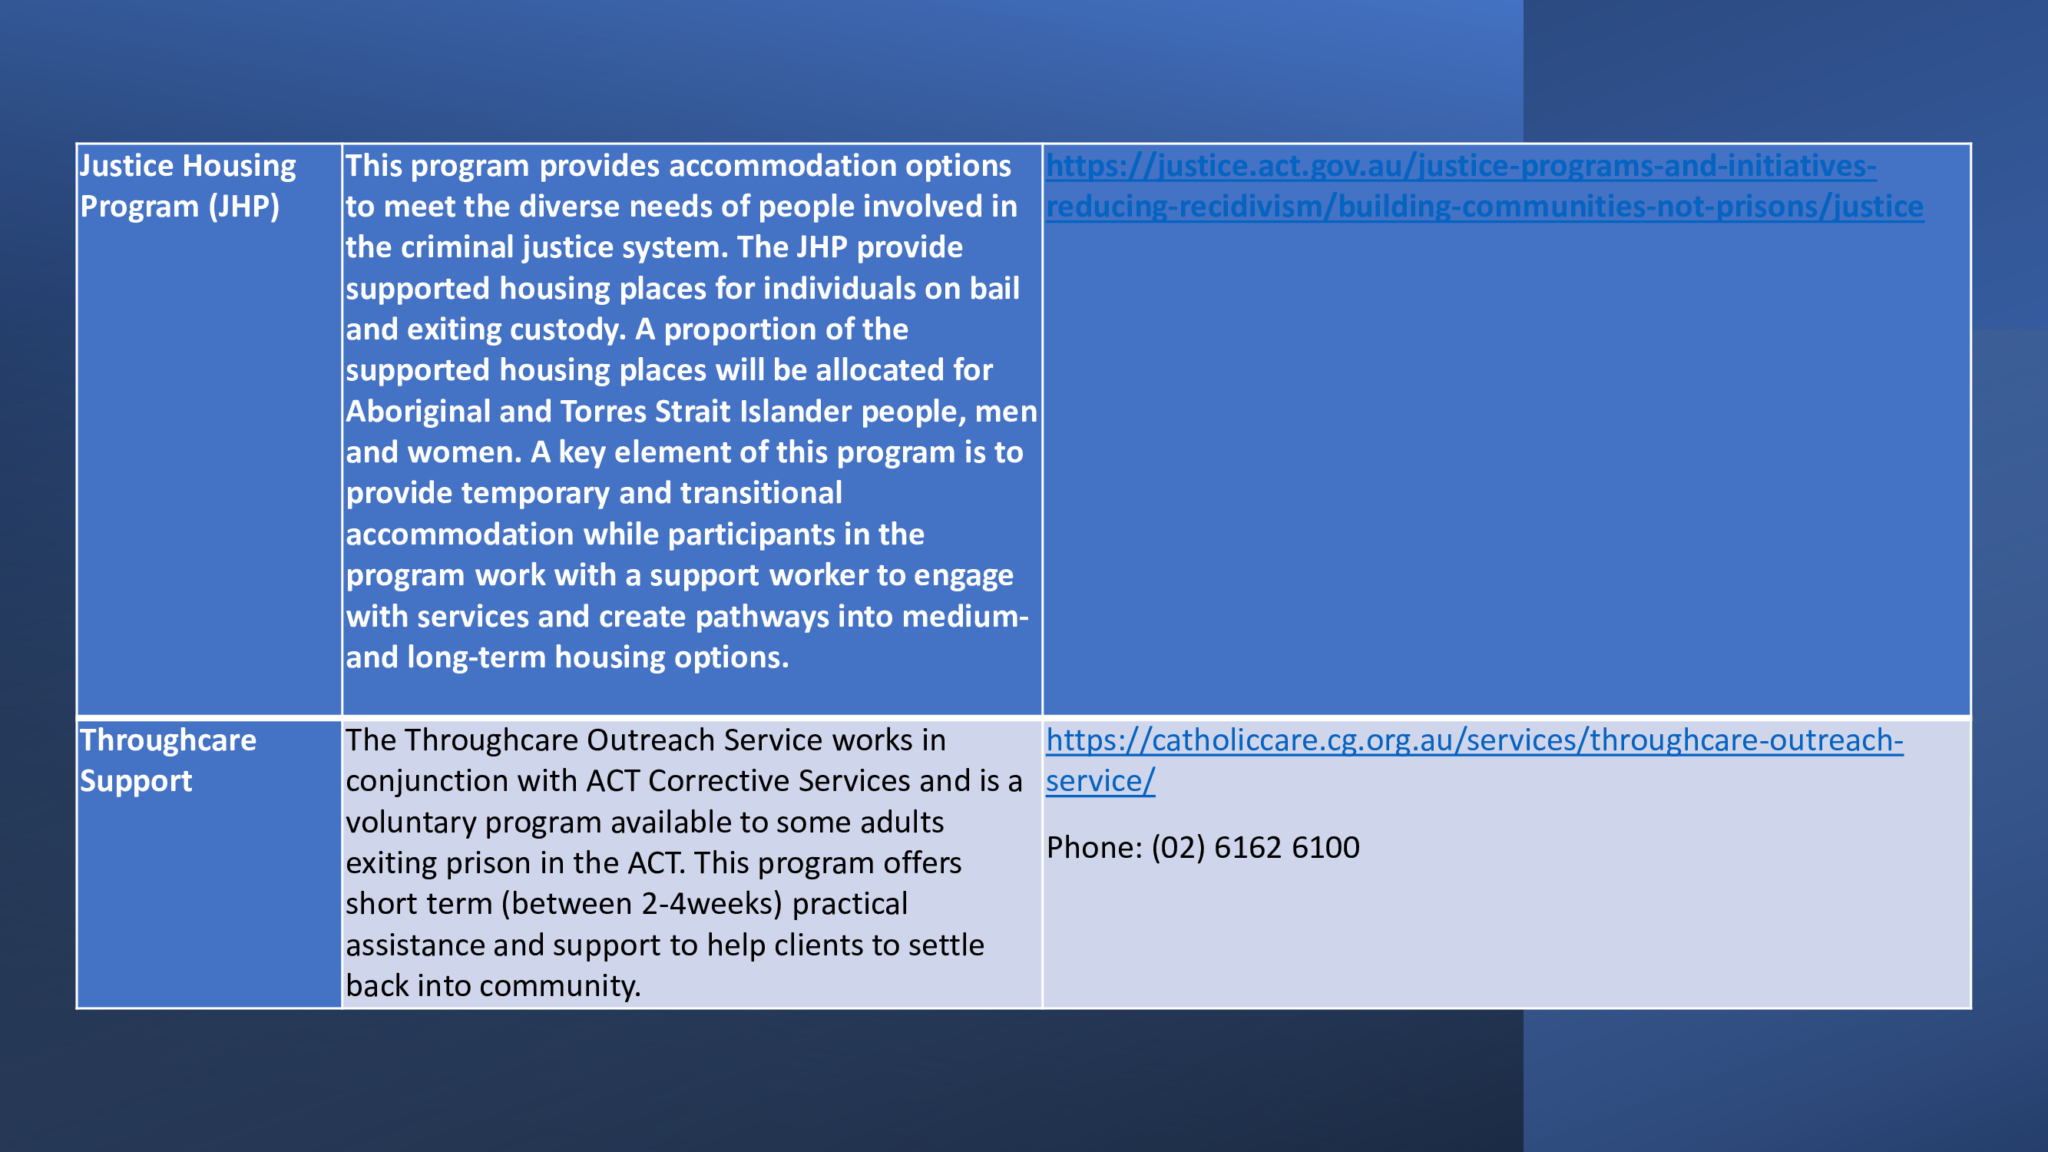 Justice Housing
Program (JHP)
This program provides accommodation options
to meet the diverse needs of people involved in
the criminal justice system. The JHP provide
supported housing places for individuals on bail
and exiting custody. A proportion of the
supported housing places will be allocated for
Aboriginal and Torres Strait Islander people, men
and women. A key element of this program is to
provide temporary and transitional
accommodation while participants in the
program work with a support worker to engage
with services and create pathways into medium-
and long-term housing options.
https://justice.act.gov.au/justice-programs-and-initiatives-
reducing-recidivism/building-communities-not-prisons/justice
Throughcare
Support
The Throughcare Outreach Service works in
conjunction with ACT Corrective Services and is a
voluntary program available to some adults
exiting prison in the ACT. This program offers
short term (between 2-4weeks) practical
assistance and support to help clients to settle
back into community.
https://catholiccare.cg.org.au/services/throughcare-outreach-
service/
Phone: (02) 6162 6100